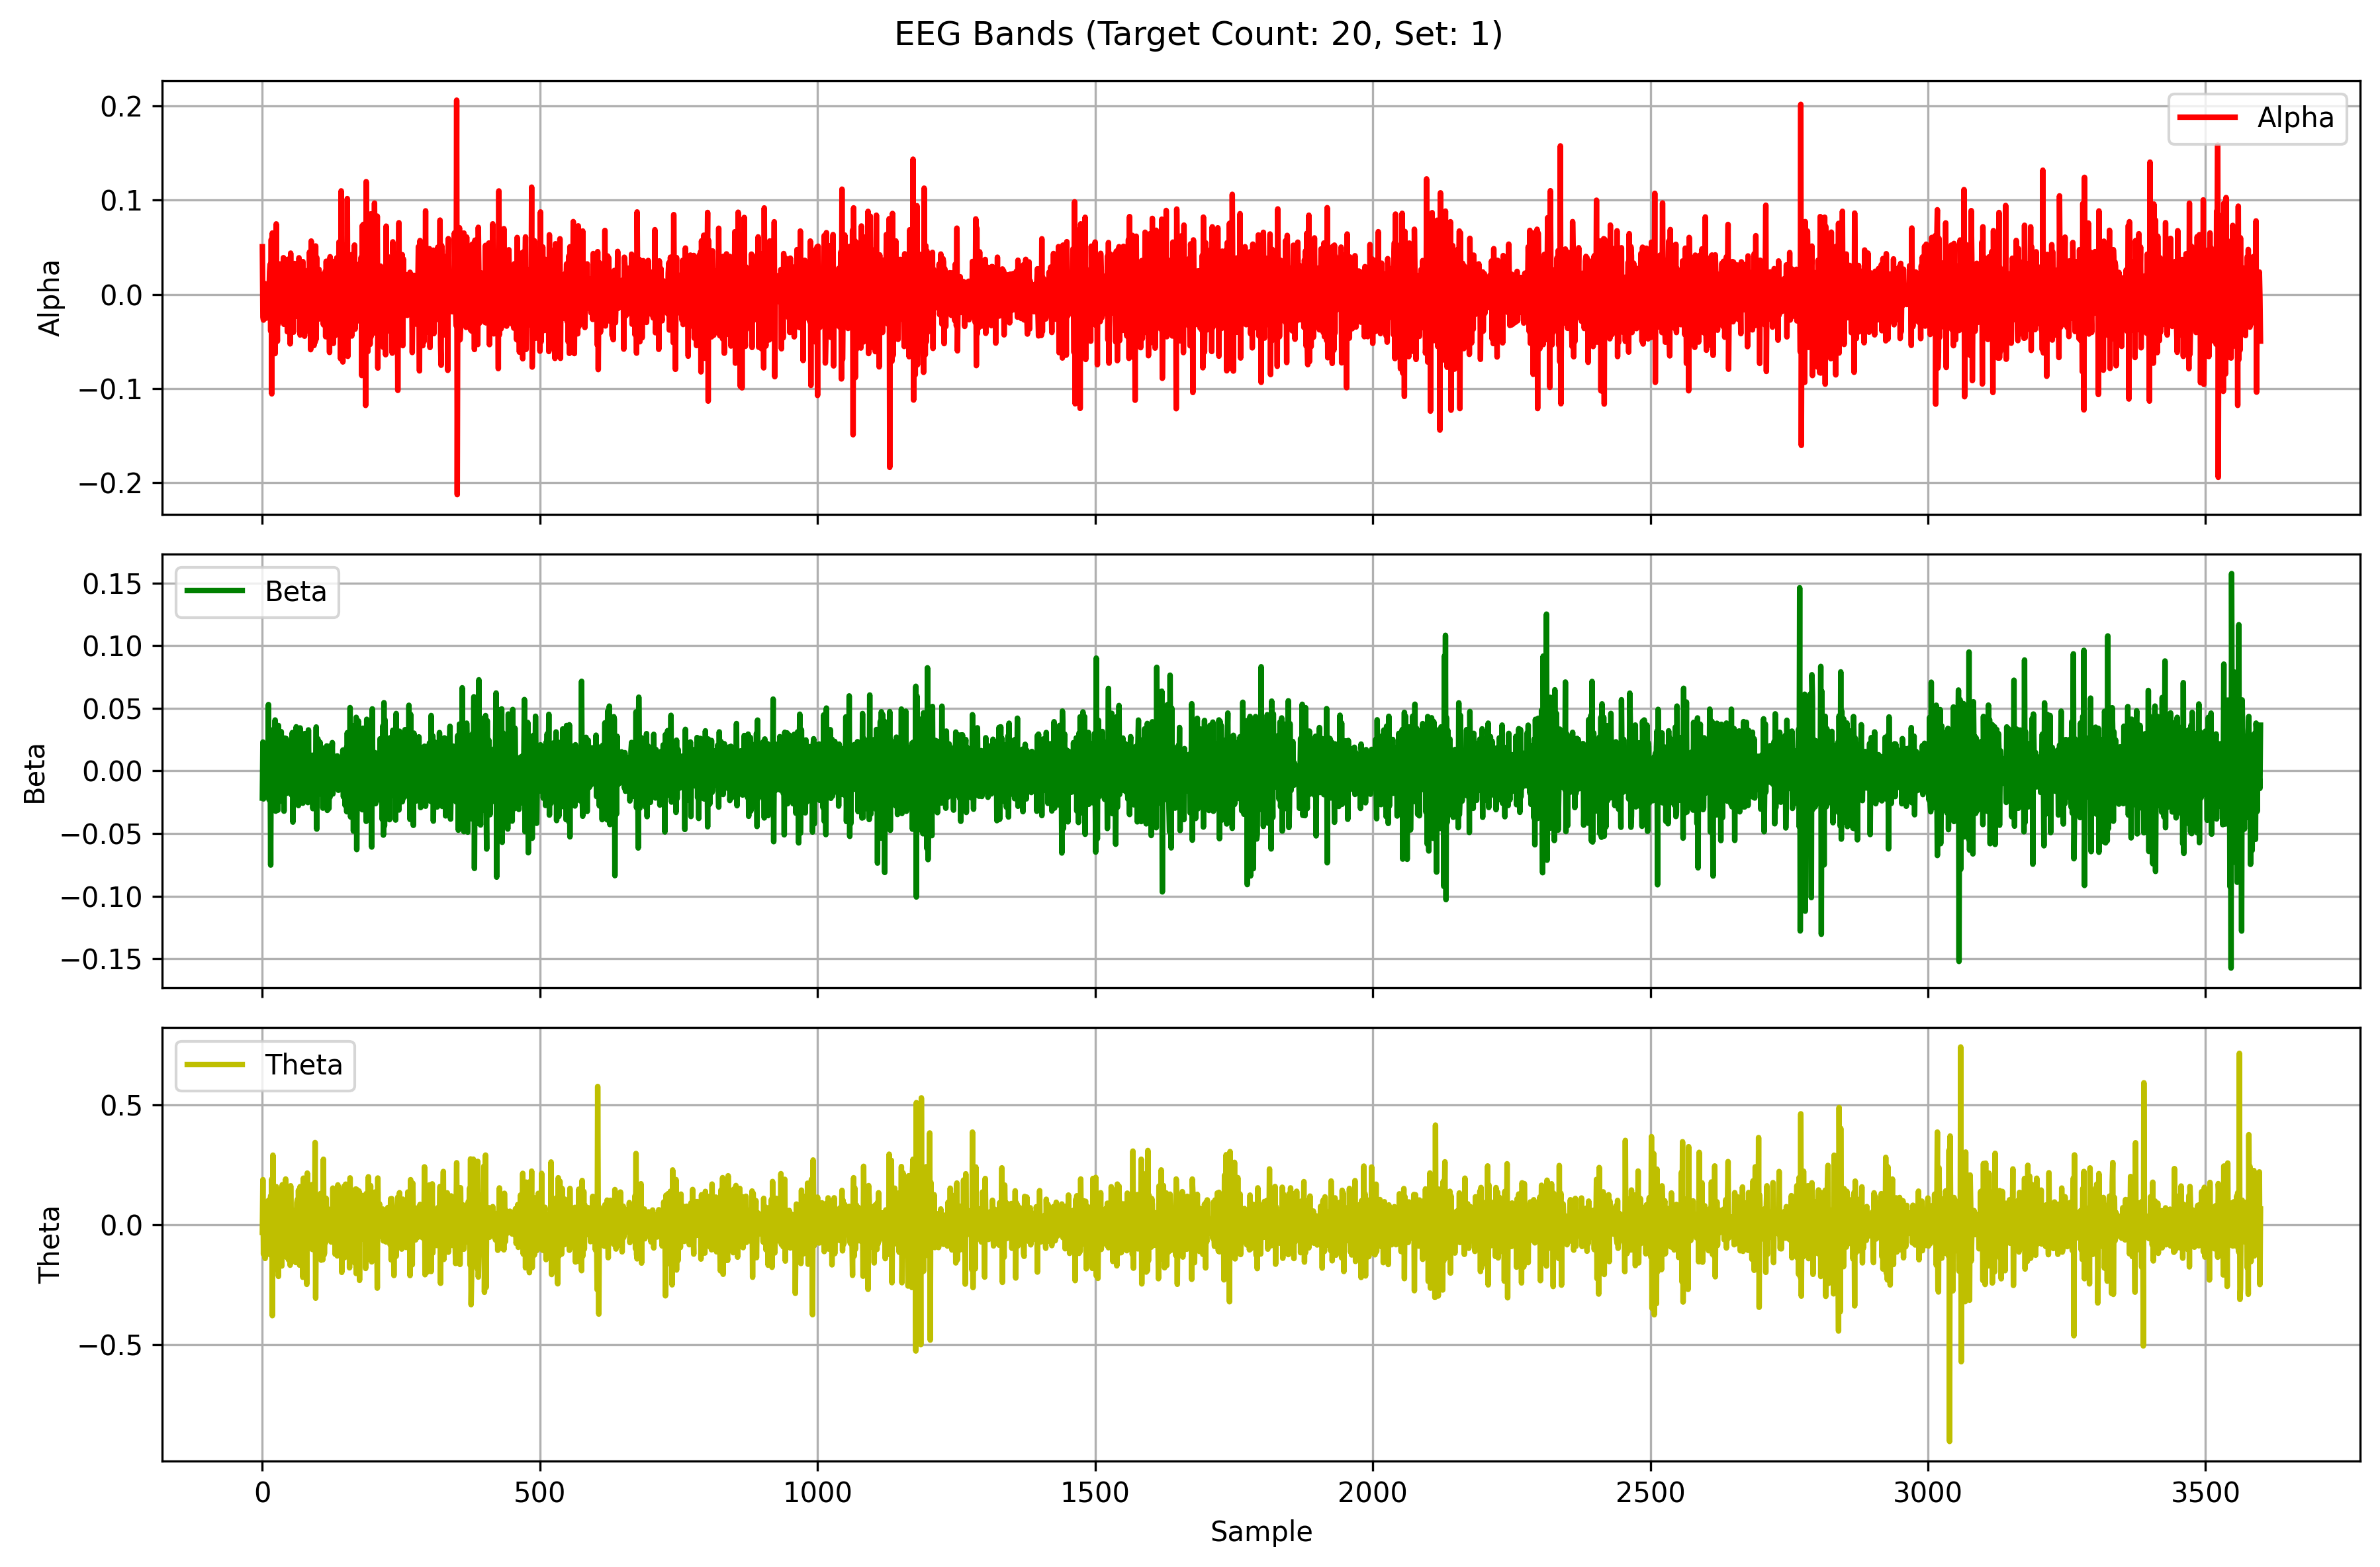 EEG Bands (Target Count: 20, Set: 1)
0.2
0.1
0.0
−0.1
−0.2
Alpha
Alpha
0.15
0.10
0.05
0.00
−0.05
−0.10
−0.15
Beta
Beta
0.5
0.0
−0.5
Theta
Theta
0 500 1000 1500 2000 2500 3000 3500
Sample